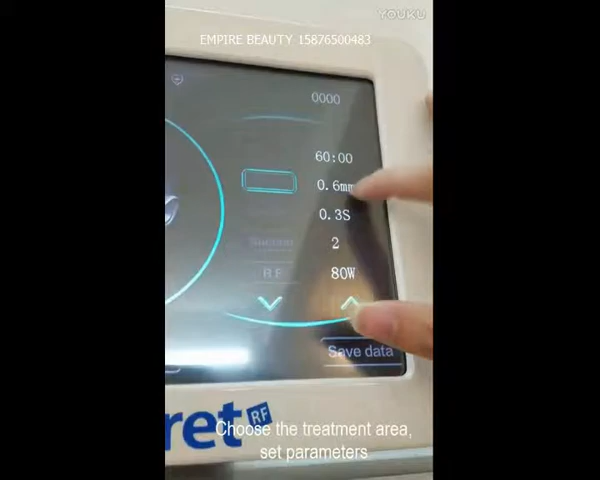 YOUKU
EMPIRE BEAUTY 15876500483
0000
60:00
0.6mm
0.3S
2
R.F
80W
Save data
ret RF
Choose the treatment area,
set parameters